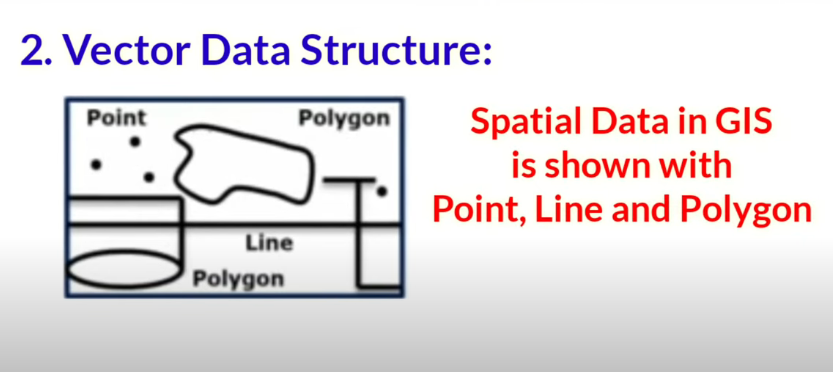 2. Vector Data Structure:
Point
Polygon
Line
Polygon
Spatial Data in GIS
is shown with
Point, Line and Polygon